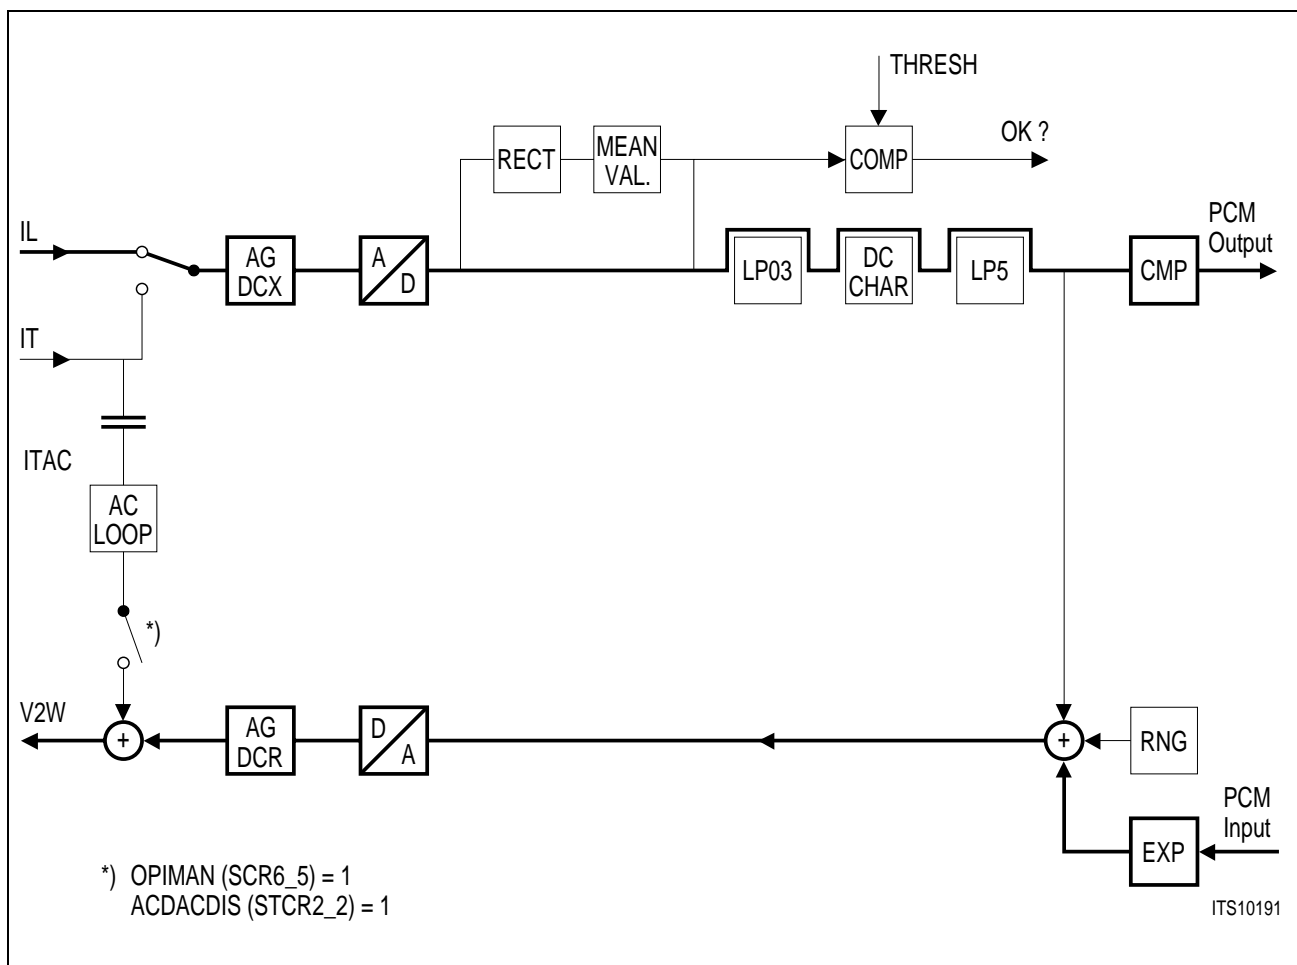 THRESH
OK ?
RECT
MEAN
VAL.
COMP
IL
PCM
Output
AG
DCX
A
D
LP03
DC
CHAR
LP5
CMP
IT
ITAC
AC
LOOP
*)
V2W
+
AG
DCR
D
A
+
RNG
PCM
Input
EXP
*) OPIMAN (SCR6_5) = 1
ACDACDIS (STCR2_2) = 1
ITS10191